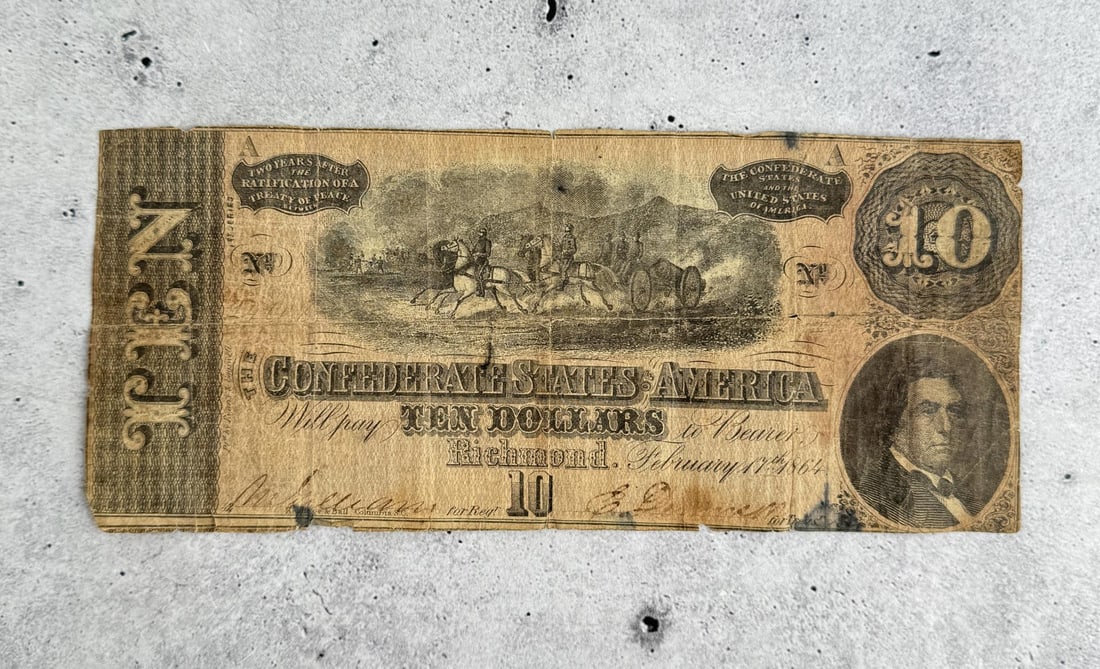 TEN
A
TWO YEARS AFTER
THE
RATIFICATION OF A
TREATY OF PEACE
BETWEEN
A
THE CONFEDERATE
STATES
AND THE
UNITED STATES
OF AMERICA
10
Nº
Nº
THE
CONFEDERATE STATES OF AMERICA
Will pay TEN DOLLARS to Bearer
Richmond. February 17th 1864
10
for Regr